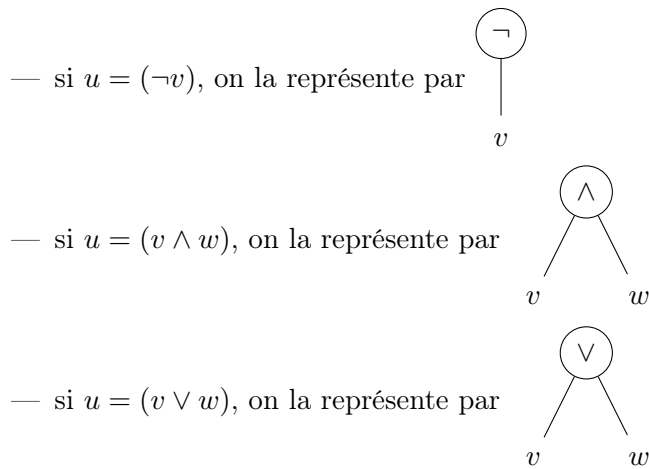 ¬
— si u = (¬v), on la représente par
v
∧
— si u = (v ∧ w), on la représente par
v w
∨
— si u = (v ∨ w), on la représente par
v w